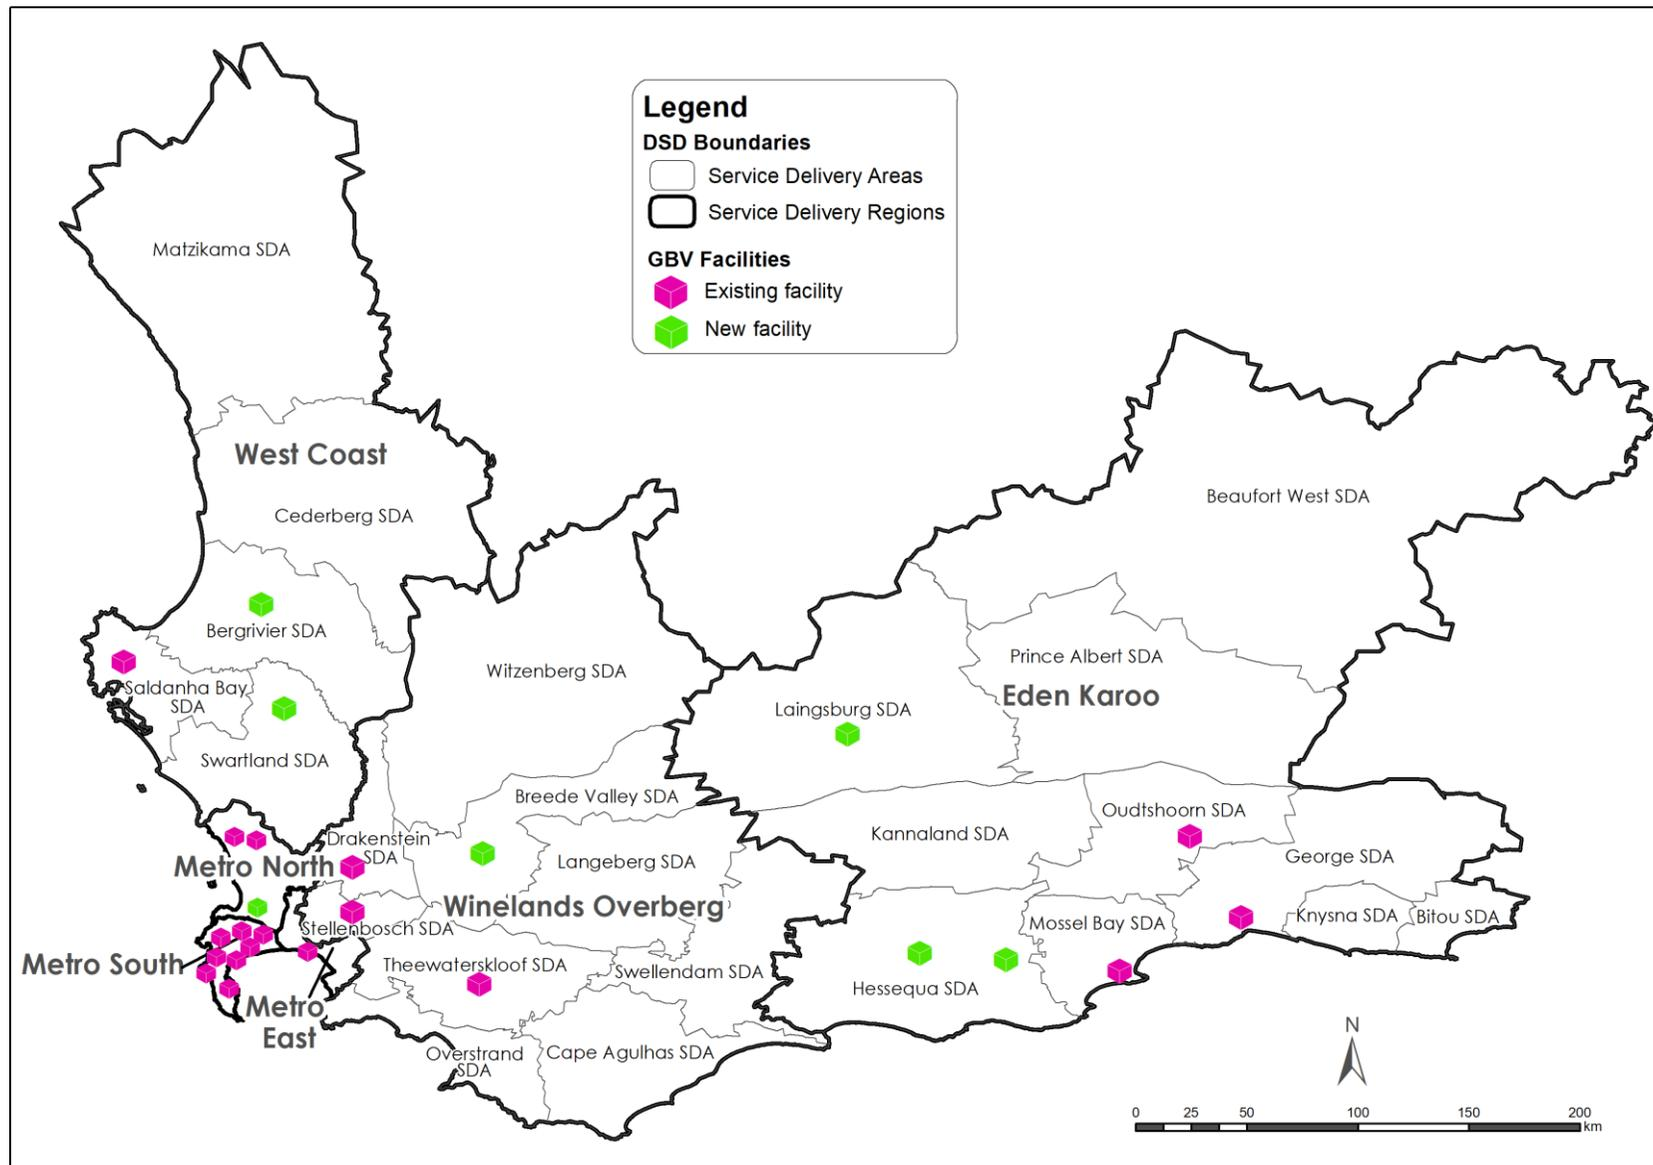 Legend
DSD Boundaries
Service Delivery Areas
Service Delivery Regions
GBV Facilities
Existing facility
New facility
Matzikama SDA
West Coast
Cederberg SDA
Beaufort West SDA
Bergrivier SDA
Witzenberg SDA
Prince Albert SDA
Eden Karoo
Saldanha Bay
SDA
Laingsburg SDA
Swartland SDA
Breede Valley SDA
Oudtshoorn SDA
Kannaland SDA
Drakenstein
SDA
Metro North
Langeberg SDA
George SDA
Winelands Overberg
Stellenbosch SDA
Mossel Bay SDA
Knysna SDA
Bitou SDA
Metro South
Theewaterskloof SDA
Swellendam SDA
Hessequa SDA
Metro
East
Overstrand
SDA
Cape Agulhas SDA
N
0 25 50 100 150 200
km